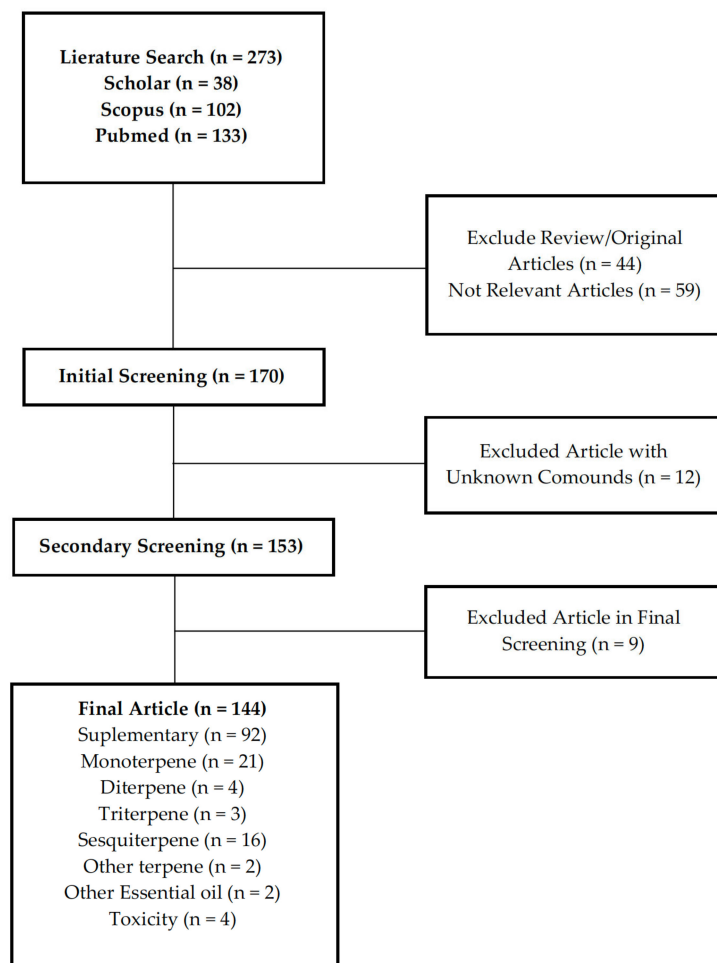 Lierature Search (n = 273)
Scholar (n = 38)
Scopus (n = 102)
Pubmed (n = 133)
Exclude Review/Original
Articles (n = 44)
Not Relevant Articles (n = 59)
Initial Screening (n = 170)
Excluded Article with
Unknown Comounds (n = 12)
Secondary Screening (n = 153)
Excluded Article in Final
Screening (n = 9)
Final Article (n = 144)
Suplementary (n = 92)
Monoterpene (n = 21)
Diterpene (n = 4)
Triterpene (n = 3)
Sesquiterpene (n = 16)
Other terpene (n = 2)
Other Essential oil (n = 2)
Toxicity (n = 4)